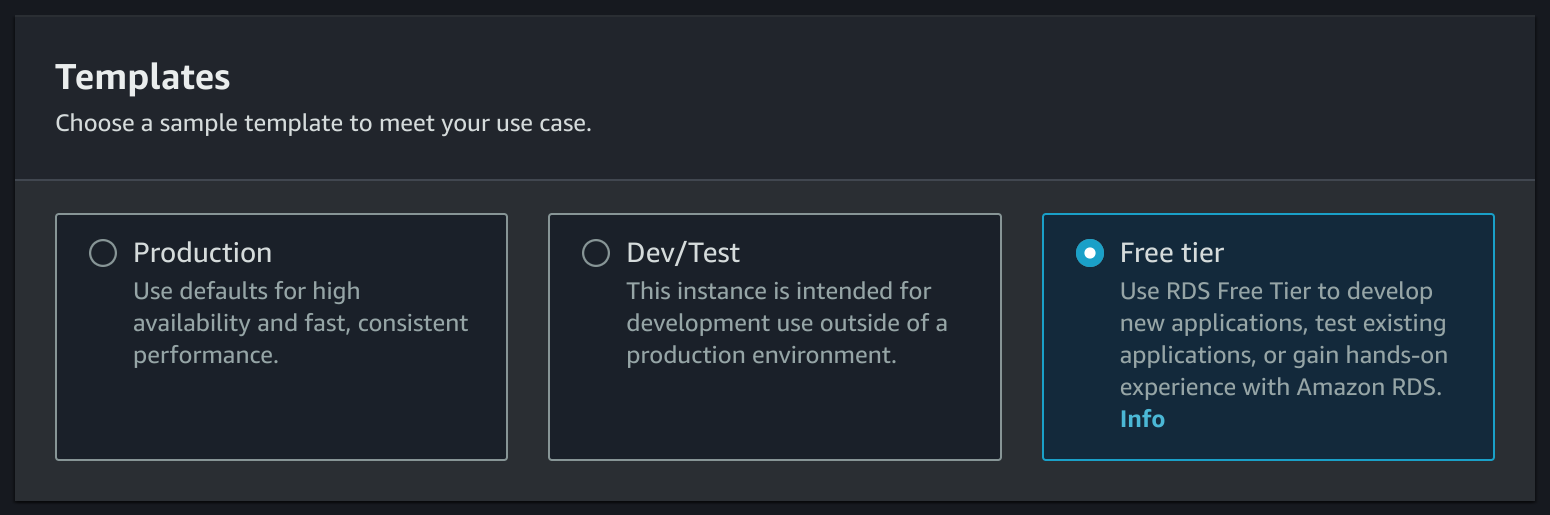 Templates
Choose a sample template to meet your use case.
Production
Use defaults for high
availability and fast, consistent
performance.
Dev/Test
This instance is intended for
development use outside of a
production environment.
Free tier
Use RDS Free Tier to develop
new applications, test existing
applications, or gain hands-on
experience with Amazon RDS.
Info